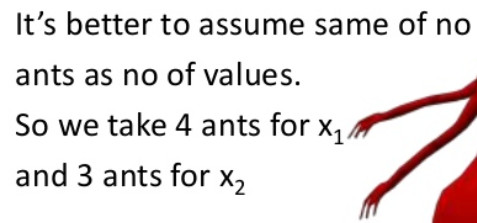 It's better to assume same of no
ants as no of values.
So we take 4 ants for x₁
and 3 ants for x₂